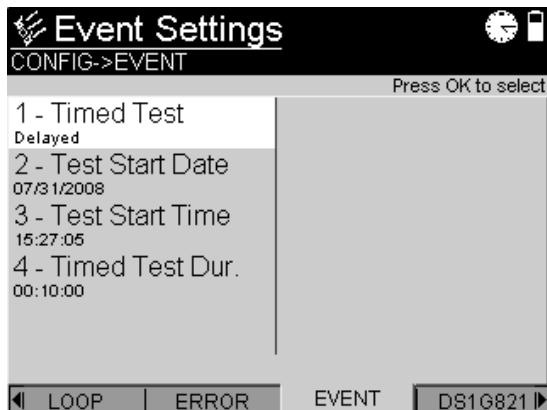 Event Settings
CONFIG->EVENT
Press OK to select
1 - Timed Test
Delayed
2 - Test Start Date
07/31/2008
3 - Test Start Time
15:27:05
4 - Timed Test Dur.
00:10:00
LOOP
ERROR
EVENT
DS1G821